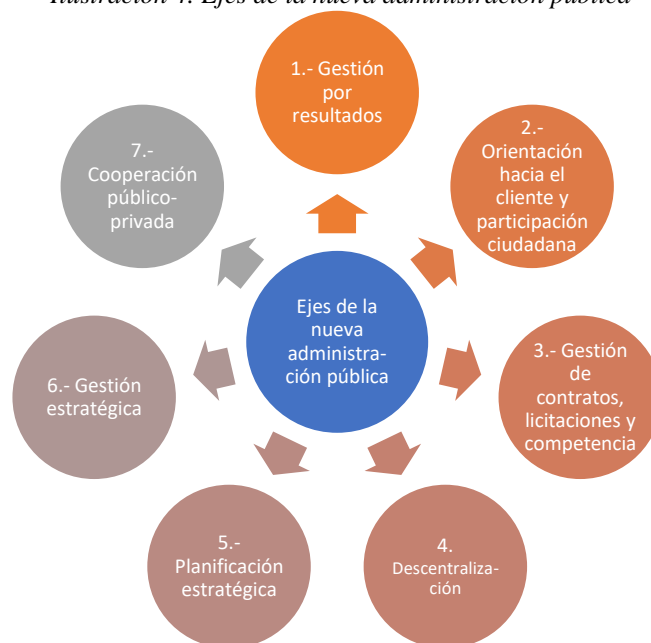 Ilustración 4. Ejes de la nueva administración pública
1.- Gestión
por
resultados
2.-
Orientación
hacia el
cliente y
participación
ciudadana
3.- Gestión
de
contratos,
licitaciones y
competencia
4.
Descentraliza-
ción
5.-
Planificación
estratégica
6.- Gestión
estratégica
7.-
Cooperación
público-
privada
Ejes de la
nueva
administra-
ción pública